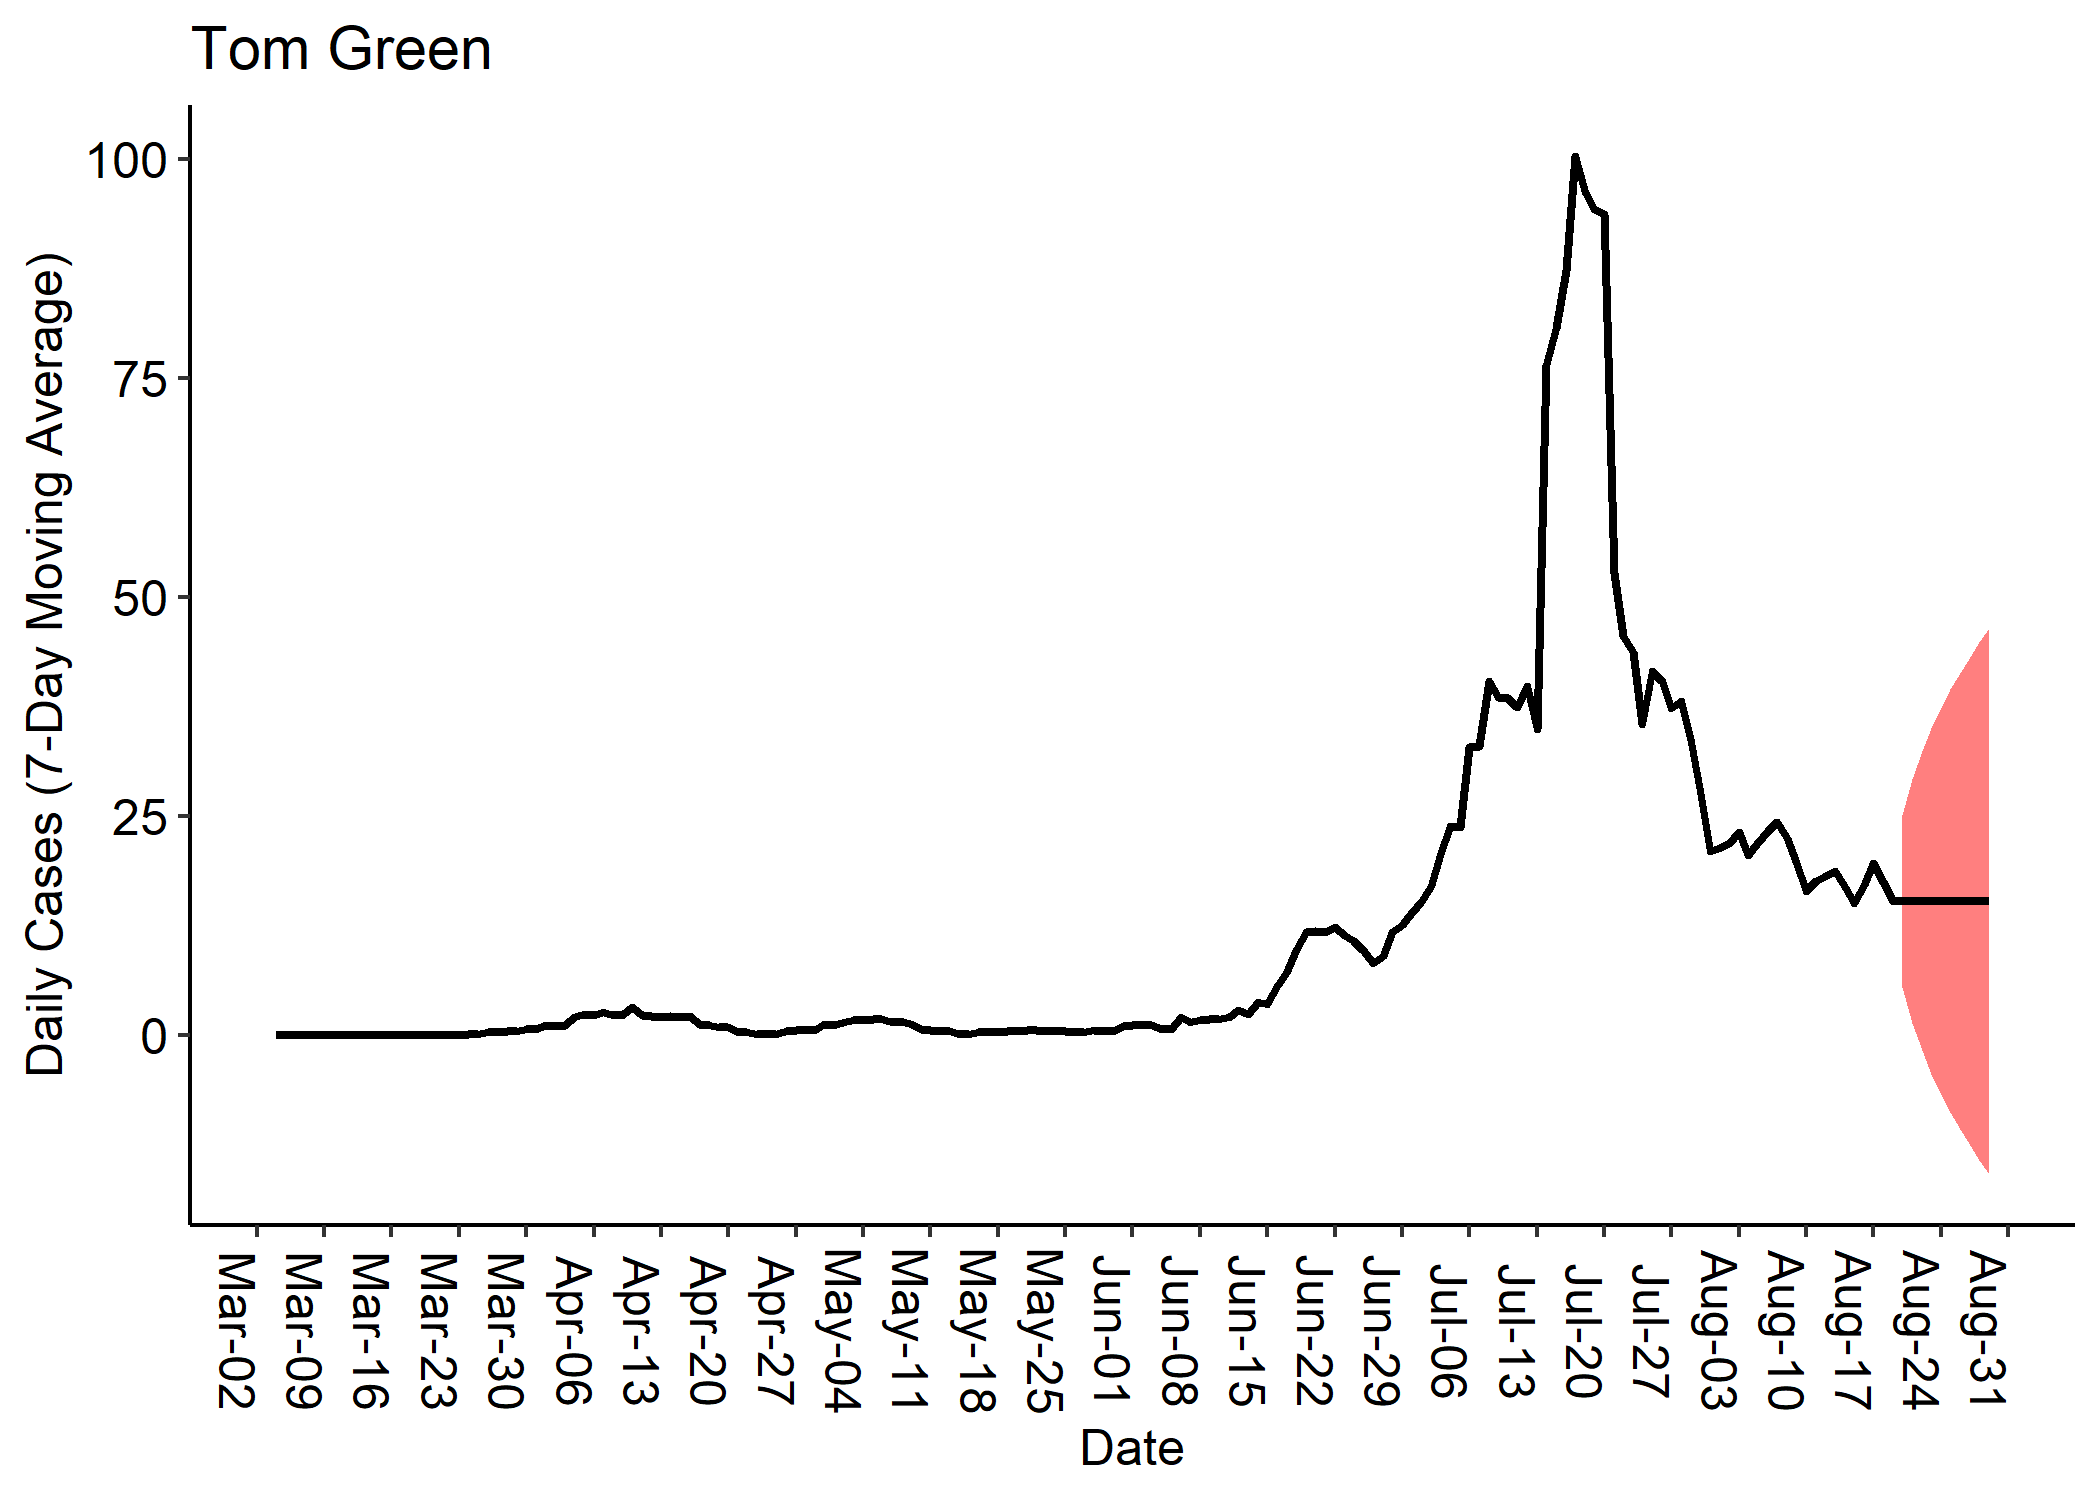 Tom Green
Daily Cases (7-Day Moving Average)
100
75
50
25
0
Mar-02
Mar-09
Mar-16
Mar-23
Mar-30
Apr-06
Apr-13
Apr-20
Apr-27
May-04
May-11
May-18
May-25
Jun-01
Jun-08
Jun-15
Jun-22
Jun-29
Jul-06
Jul-13
Jul-20
Jul-27
Aug-03
Aug-10
Aug-17
Aug-24
Aug-31
Date